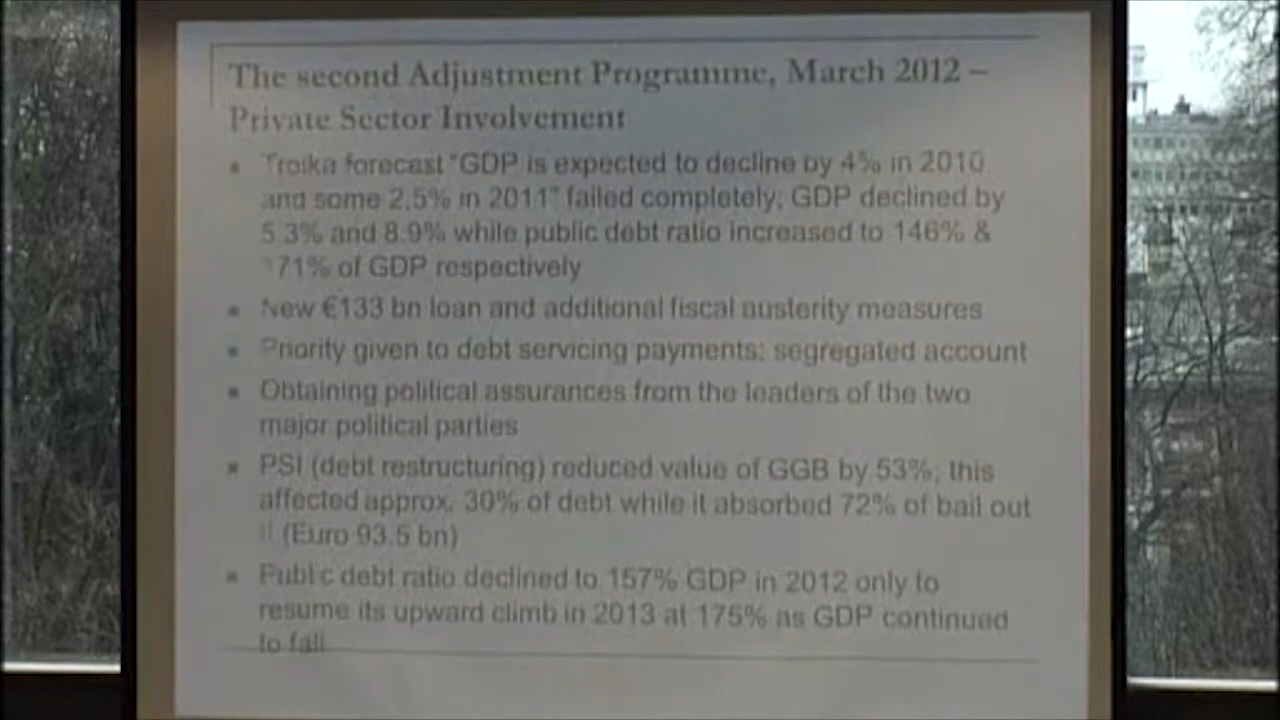 The second Adjustment Programme, March 2012 –
Private Sector Involvement
▪ Troika forecast "GDP is expected to decline by 4% in 2010
and some 2.5% in 2011" failed completely; GDP declined by
5.3% and 8.9% while public debt ratio increased to 146% &
171% of GDP respectively
▪ New €133 bn loan and additional fiscal austerity measures
▪ Priority given to debt servicing payments; segregated account
▪ Obtaining political assurances from the leaders of the two
major political parties
▪ PSI (debt restructuring) reduced value of GGB by 53%; this
affected approx. 30% of debt while it absorbed 72% of bail out
II (Euro 93.5 bn)
▪ Public debt ratio declined to 157% GDP in 2012 only to
resume its upward climb in 2013 at 175% as GDP continued
to fall